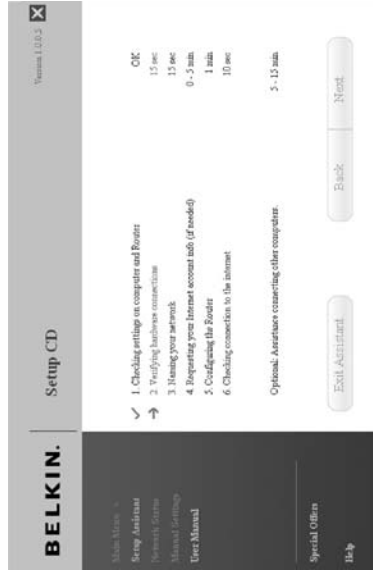 BELKIN.
Setup CD
Version 1.0.0.3
Main Menu >
Setup Assistant
Network Status
Manual Settings
User Manual
Special Offers
Help
1. Checking settings on computer and Router OK
2. Verifying hardware connections 15 sec
3. Naming your network 15 sec
4. Requesting your Internet account info (if needed) 0 - 5 min
5. Configuring the Router 1 min
6. Checking connection to the internet 10 sec
Optional: Assistance connecting other computers. 5 - 15 min
Exit Assistant
Back
Next